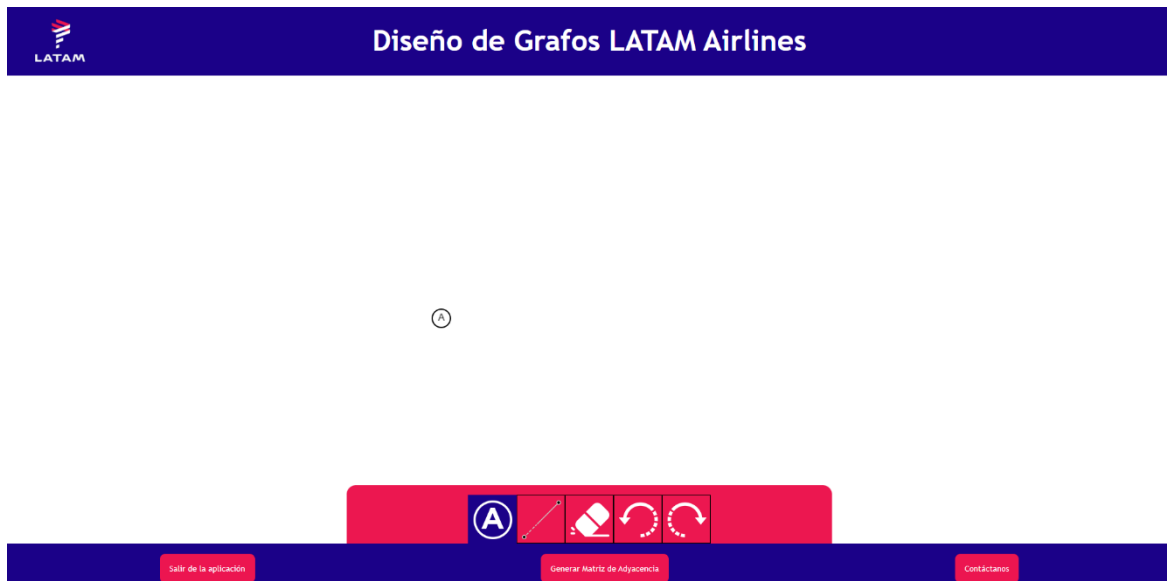 Diseño de Grafos LATAM Airlines
LATAM
A
A
Salir de la aplicación
Generar Matriz de Adyacencia
Contáctanos